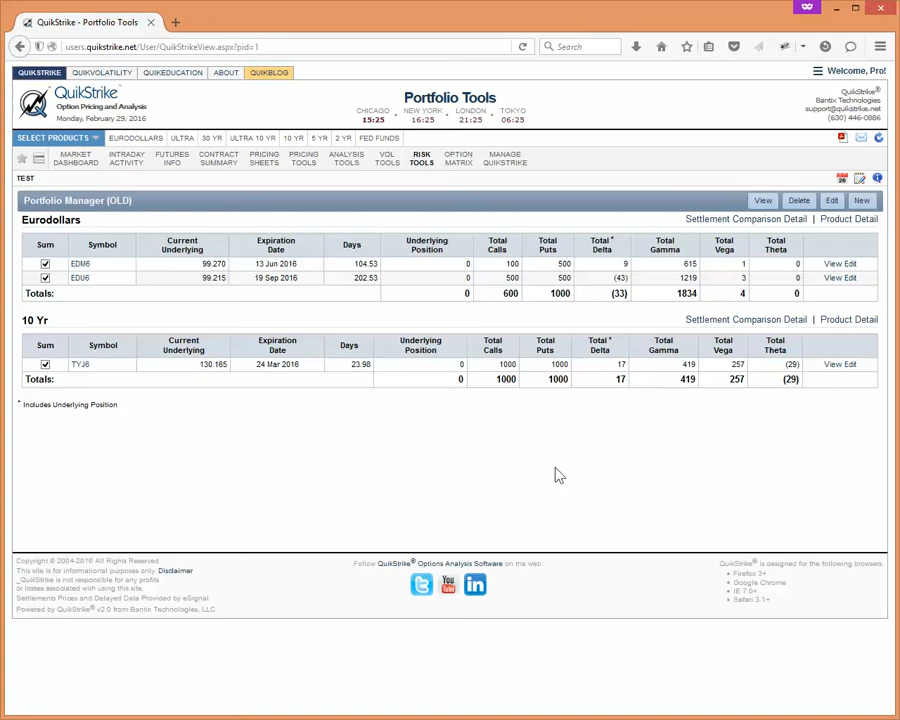 QuikStrike - Portfolio Tools
users.quikstrike.net/User/QuikStrikeView.aspx?pid=1
Search
QUIKSTRIKE QUIKVOLATILITY QUIKEDUCATION ABOUT QUIKBLOG
Welcome, Pro!
QuikStrike™
Option Pricing and Analysis
Monday, February 29, 2016
Portfolio Tools
CHICAGO NEW YORK LONDON TOKYO
15:25 16:25 21:25 06:25
QuikStrike®
Bantix Technologies
support@quikstrike.net
(630) 446-0886
SELECT PRODUCTS EURODOLLARS ULTRA 30 YR ULTRA 10 YR 10 YR 5 YR 2 YR FED FUNDS
MARKET DASHBOARD INTRADAY ACTIVITY FUTURES INFO CONTRACT SUMMARY PRICING SHEETS PRICING TOOLS ANALYSIS TOOLS VOL TOOLS RISK TOOLS OPTION MATRIX MANAGE QUIKSTRIKE
TEST
26
Portfolio Manager (OLD) View Delete Edit New
Eurodollars Settlement Comparison Detail | Product Detail
Sum Symbol Current Underlying Expiration Date Days Underlying Position Total Calls Total Puts Total Delta * Total Gamma Total Vega Total Theta
EDM6 99.270 13 Jun 2016 104.53 0 100 500 9 615 1 0 View Edit
EDU6 99.215 19 Sep 2016 202.53 0 500 500 (43) 1219 3 0 View Edit
Totals: 0 600 1000 (33) 1834 4 0
10 Yr Settlement Comparison Detail | Product Detail
Sum Symbol Current Underlying Expiration Date Days Underlying Position Total Calls Total Puts Total Delta * Total Gamma Total Vega Total Theta
TYJ6 130.165 24 Mar 2016 23.98 0 1000 1000 17 419 257 (29) View Edit
Totals: 0 1000 1000 17 419 257 (29)
* Includes Underlying Position
Copyright © 2004-2016 All Rights Reserved
This site is for informational purposes only. Disclaimer
_QuikStrike is not responsible for any profits
or losses associated with using this site.
Settlements Prices and Delayed Data Provided by eSignal.
Powered by QuikStrike® v2.0 from Bantix Technologies, LLC
Follow QuikStrike® Options Analysis Software on the web:
You Tube
in
QuikStrike® is designed for the following browsers
• Firefox 3+
• Google Chrome
• IE 7.0+
• Safari 3.1+